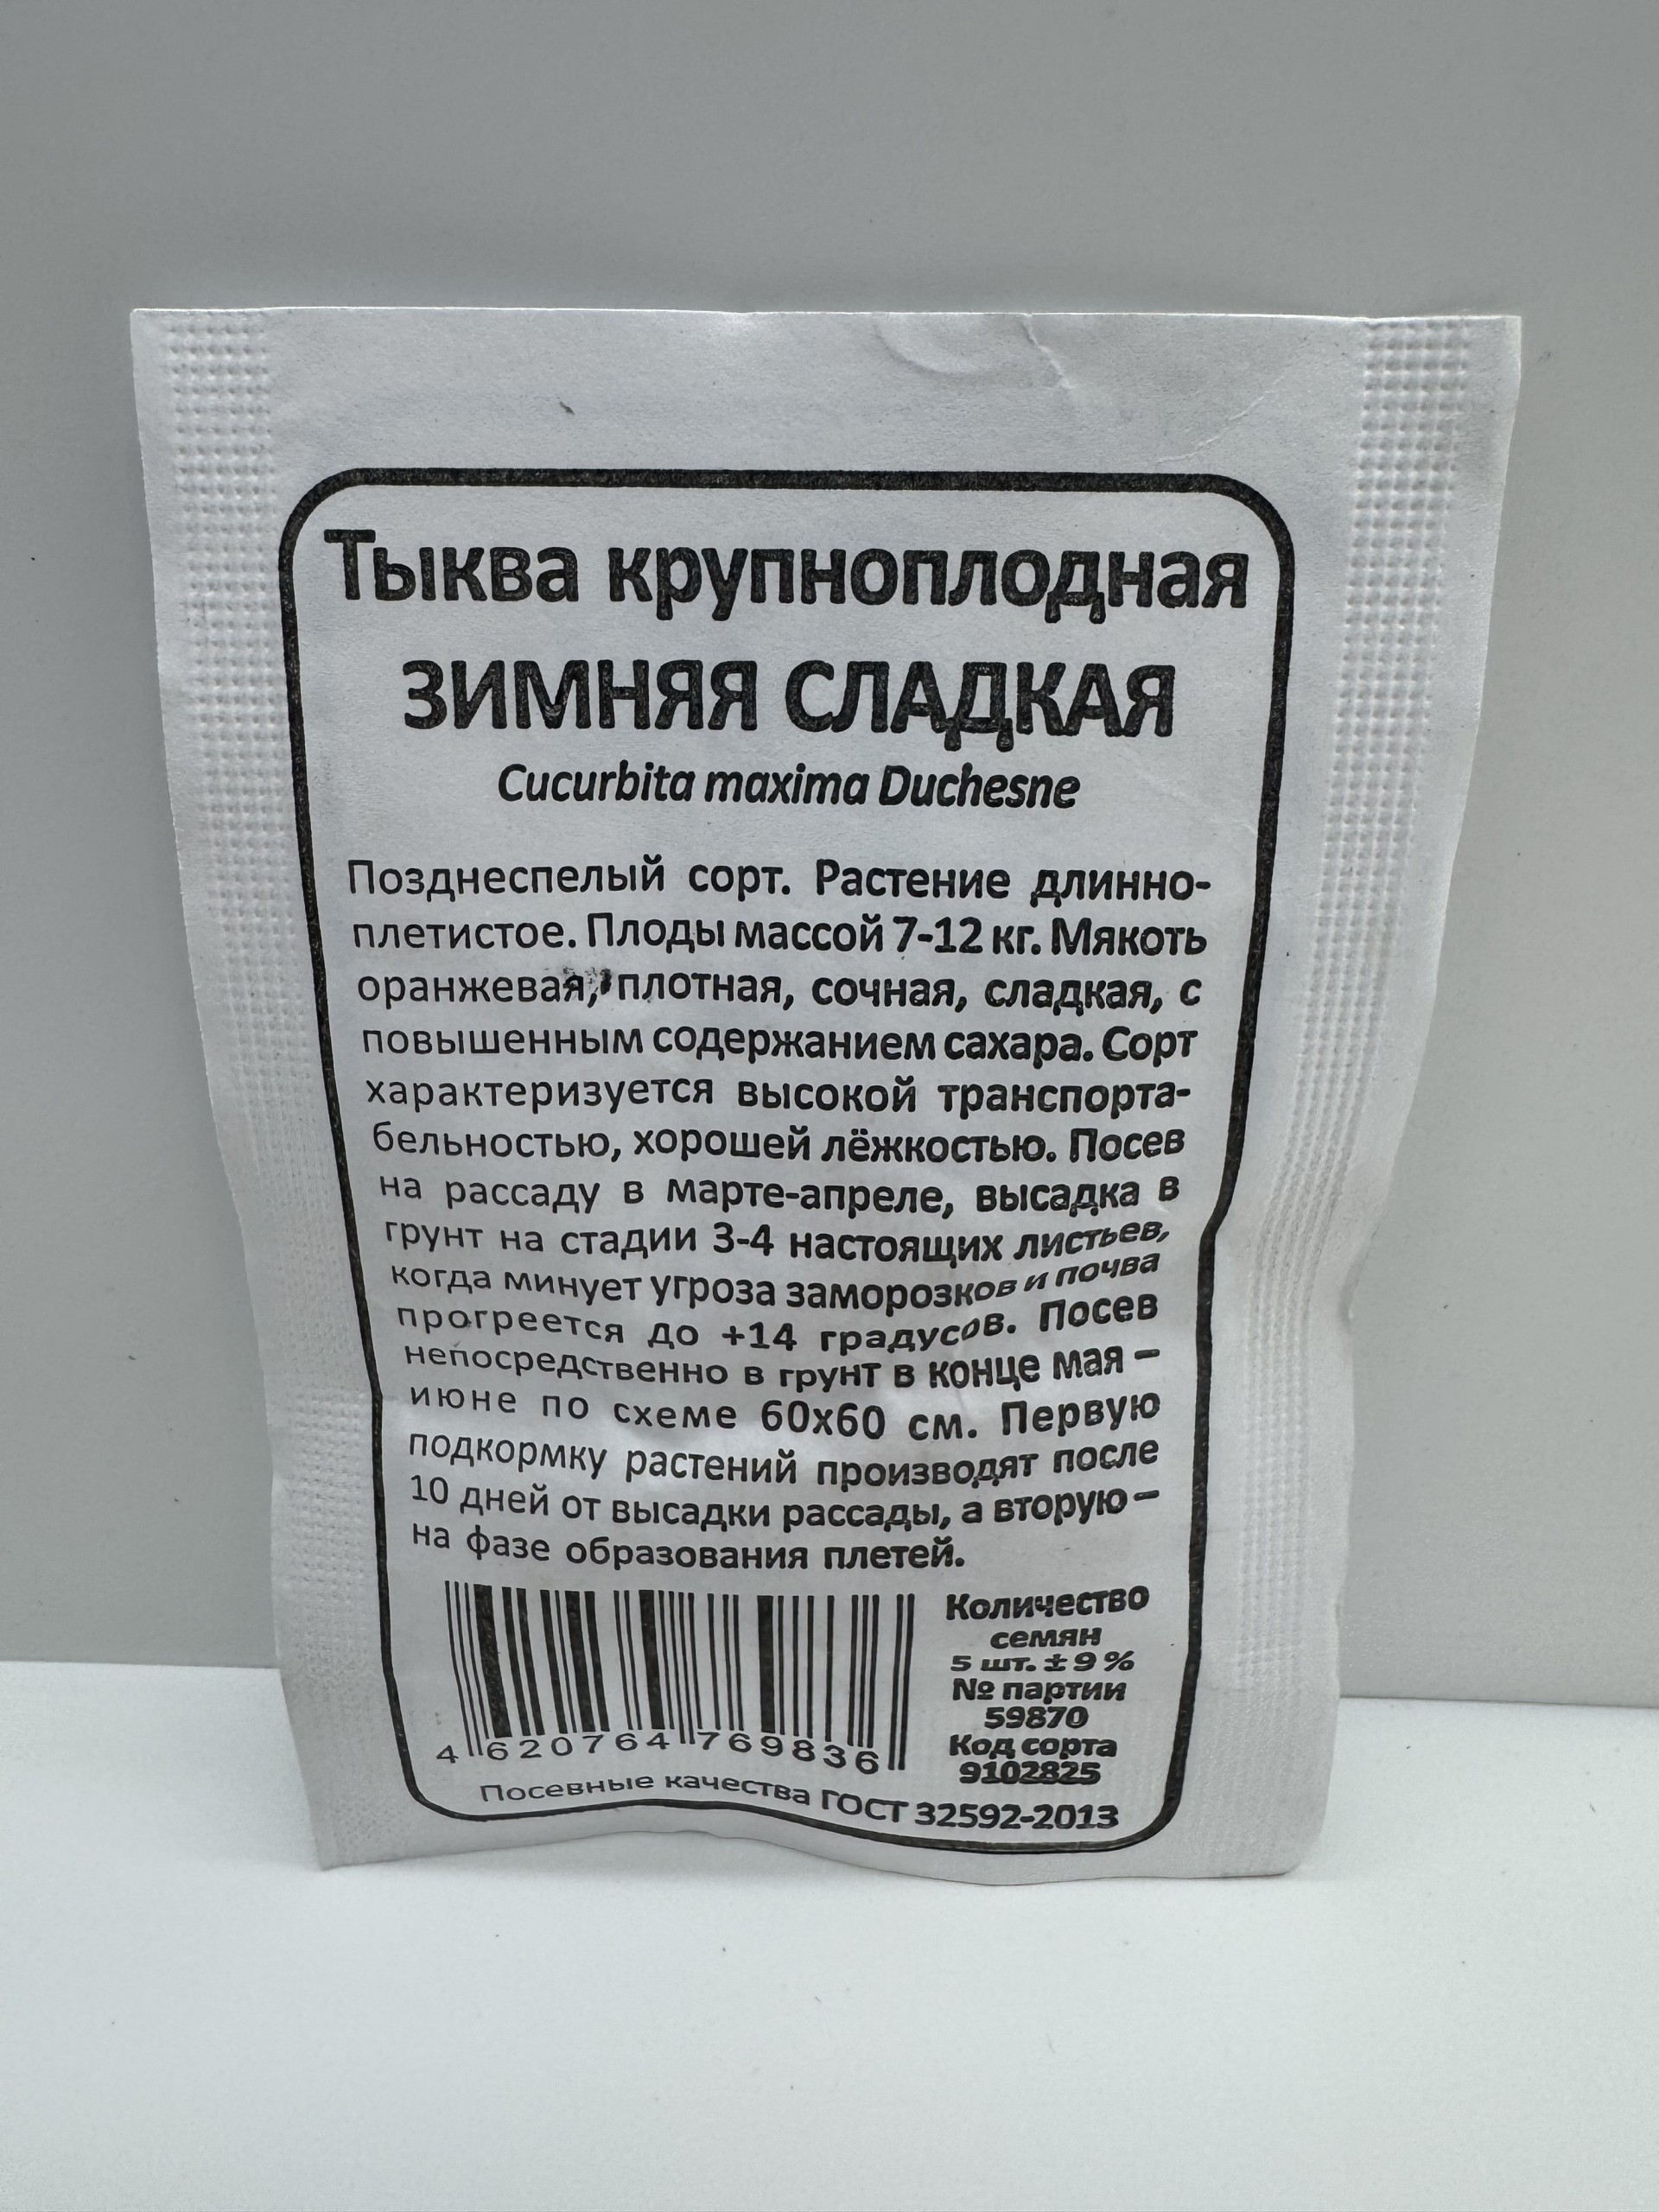 Тыква крупноплодная
ЗИМНЯЯ СЛАДКАЯ
Cucurbita maxima Duchesne
Позднеспелый сорт. Растение длинно-
плетистое. Плоды массой 7-12 кг. Мякоть
оранжевая, плотная, сочная, сладкая, с
повышенным содержанием сахара. Сорт
характеризуется высокой транспорта-
бельностью, хорошей лёжкостью. Посев
на рассаду в марте-апреле, высадка в
грунт на стадии 3-4 настоящих листьев,
когда минует угроза заморозков и почва
прогреется до +14 градусов. Посев
непосредственно в грунт в конце мая –
июне по схеме 60х60 см. Первую
подкормку растений производят после
10 дней от высадки рассады, а вторую –
на фазе образования плетей.
Количество
семян
5 шт. ± 9 %
№ партии
59870
Код сорта
9102825
4 620764 769836
Посевные качества ГОСТ 32592-2013